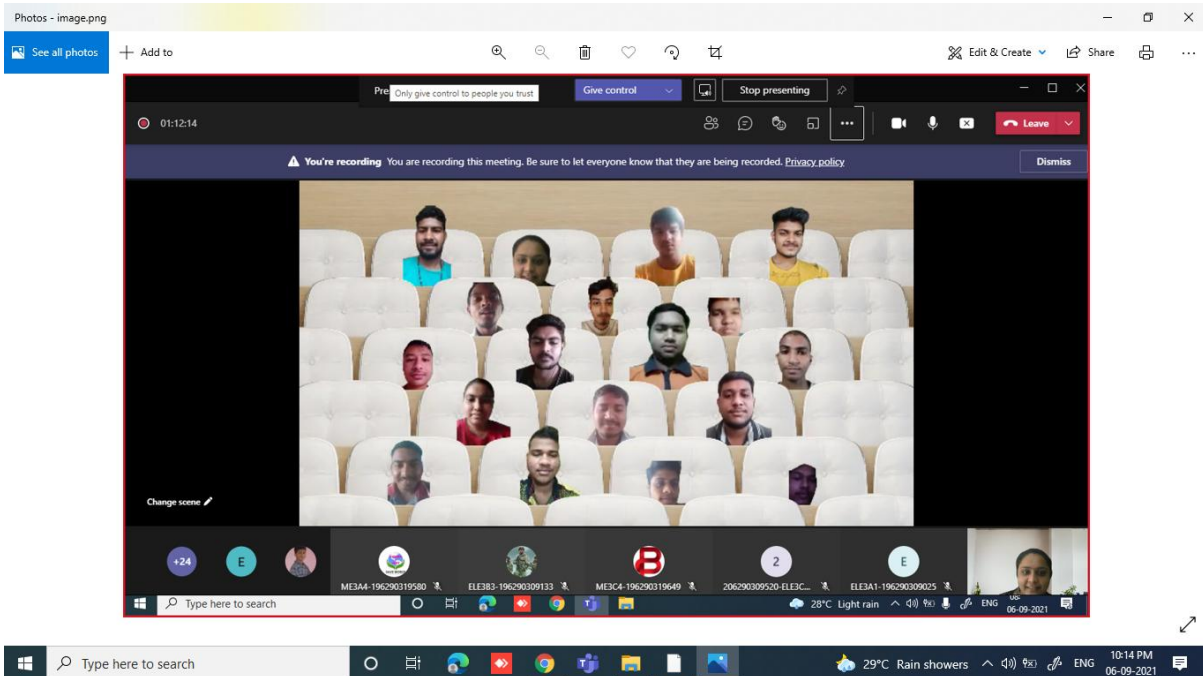 Photos - image.png
See all photos
Add to
Edit & Create
Share
Pre
Only give control to people you trust
Give control
Stop presenting
01:12:14
Leave
You're recording You are recording this meeting. Be sure to let everyone know that they are being recorded. Privacy policy
Dismiss
Change scene
+24
E
2
E
ME3A4-196290319580
ELE3B3-196290309133
ME3C4-196290319649
206290309520-ELE3C...
ELE3A1-196290309025
Type here to search
28°C Light rain
ENG
06-09-2021
Type here to search
29°C Rain showers
ENG
10:14 PM
06-09-2021